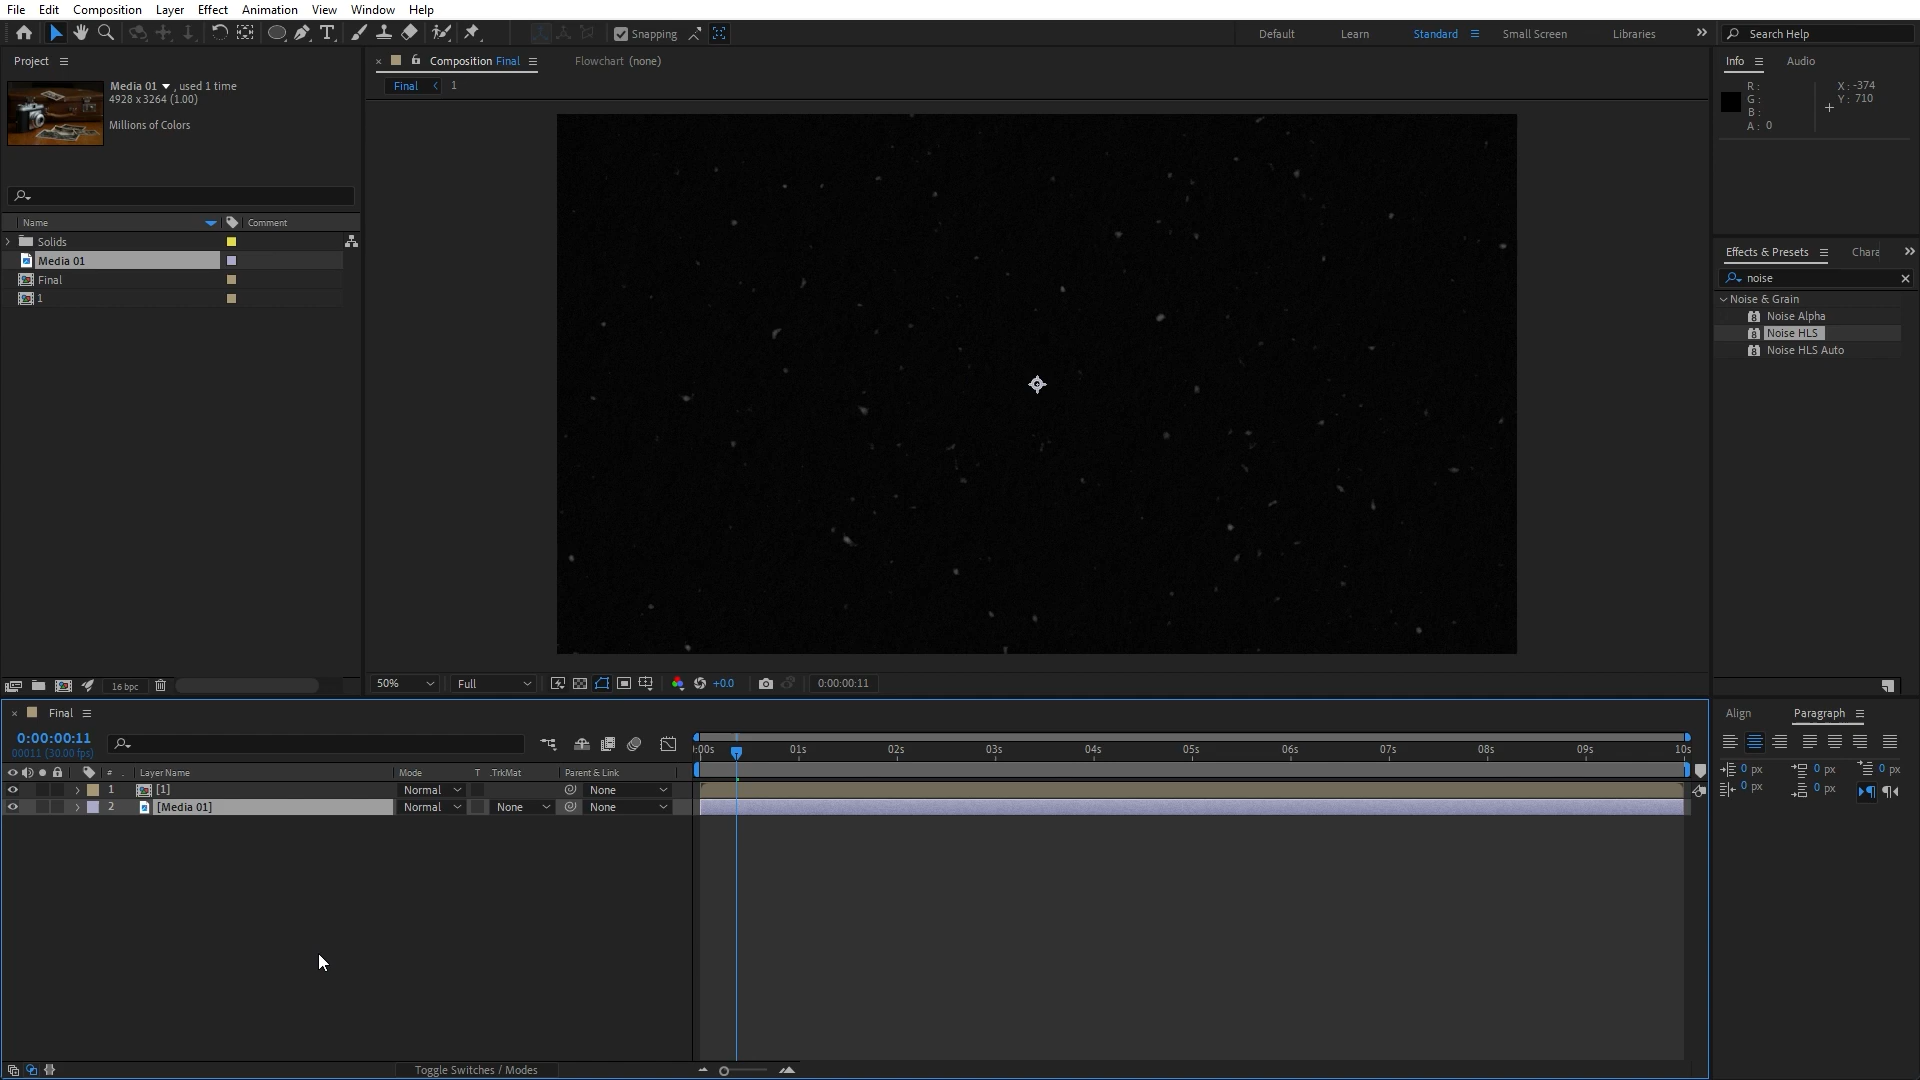 File Edit Composition Layer Effect Animation View Window Help
Snapping
Default Learn Standard Small Screen Libraries
Search Help
Project
Media 01 , used 1 time
4928 x 3264 (1.00)
Millions of Colors
Name Comment
Solids
Media 01
Final
1
16 bpc
Composition Final
Flowchart (none)
Final 1
50% Full +0.0 0:00:00:11
Info Audio
R :
G :
B :
A : 0
X : -374
Y : 710
Effects & Presets Chara
noise
Noise & Grain
Noise Alpha
Noise HLS
Noise HLS Auto
Final
0:00:00:11
00011 (30.00 fps)
Layer Name Mode T .TrkMat Parent & Link
1 [1] Normal None
2 [Media 01] Normal None None
:00s 01s 02s 03s 04s 05s 06s 07s 08s 09s 10s
Toggle Switches / Modes
Align Paragraph
0 px 0 px 0 px
0 px 0 px